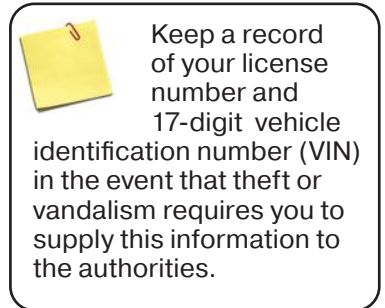 Keep a record
of your license
number and
17-digit vehicle
identification number (VIN)
in the event that theft or
vandalism requires you to
supply this information to
the authorities.